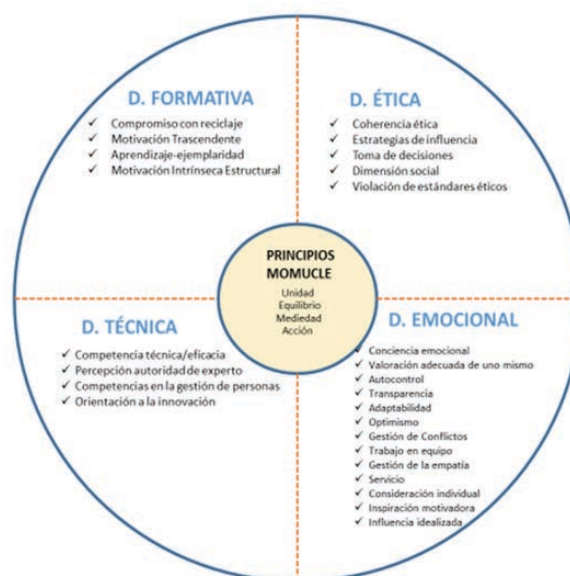 D. FORMATIVA
✓ Compromiso con reciclaje
✓ Motivación Trascendente
✓ Aprendizaje-ejemplaridad
✓ Motivación Intrínseca Estructural
D. ÉTICA
✓ Coherencia ética
✓ Estrategias de influencia
✓ Toma de decisiones
✓ Dimensión social
✓ Violación de estándares éticos
PRINCIPIOS
MOMUCLE
Unidad
Equilibrio
Mediedad
Acción
D. TÉCNICA
✓ Competencia técnica/eficacia
✓ Percepción autoridad de experto
✓ Competencias en la gestión de personas
✓ Orientación a la innovación
D. EMOCIONAL
✓ Conciencia emocional
✓ Valoración adecuada de uno mismo
✓ Autocontrol
✓ Transparencia
✓ Adaptabilidad
✓ Optimismo
✓ Gestión de Conflictos
✓ Trabajo en equipo
✓ Gestión de la empatía
✓ Servicio
✓ Consideración individual
✓ Inspiración motivadora
✓ Influencia idealizada